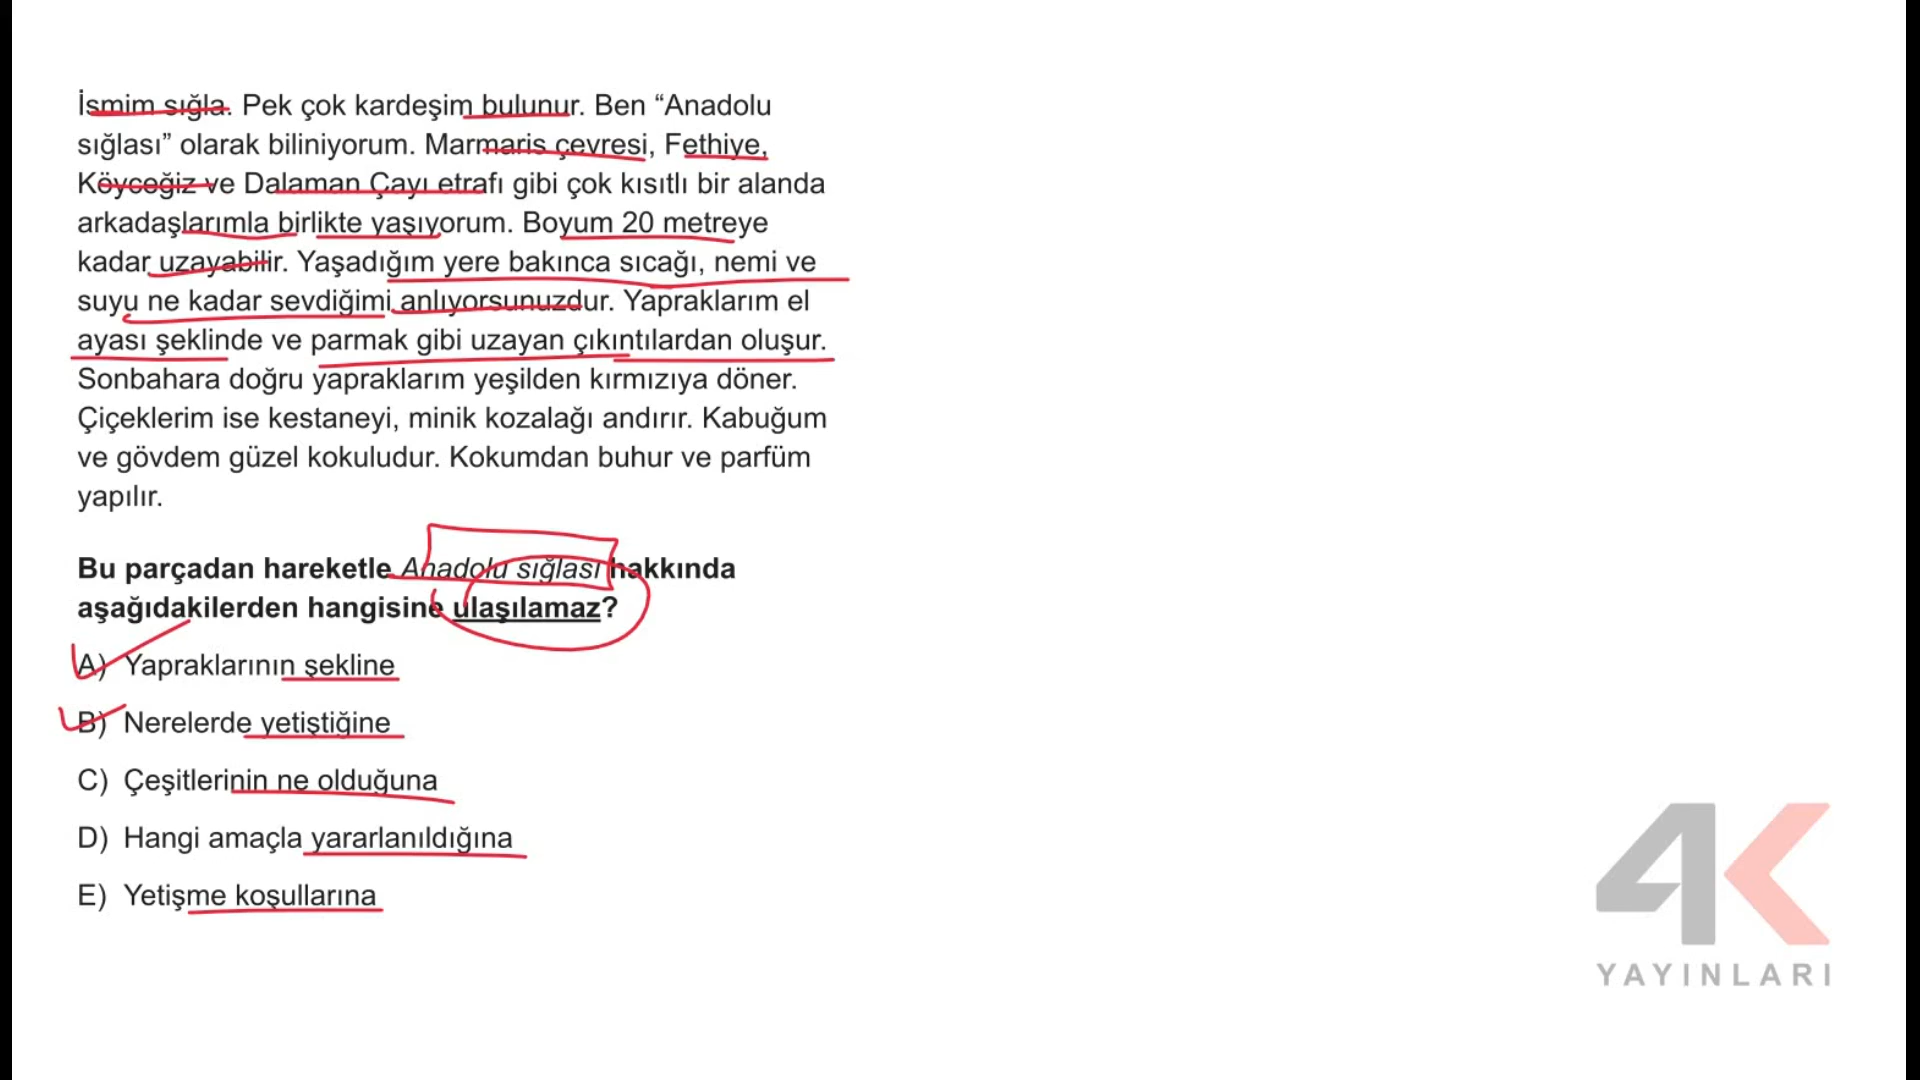 İsmim sığla. Pek çok kardeşim bulunur. Ben “Anadolu
sığlası” olarak biliniyorum. Marmaris çevresi, Fethiye,
Köyceğiz ve Dalaman Çayı etrafı gibi çok kısıtlı bir alanda
arkadaşlarımla birlikte yaşıyorum. Boyum 20 metreye
kadar uzayabilir. Yaşadığım yere bakınca sıcağı, nemi ve
suyu ne kadar sevdiğimi anlıyorsunuzdur. Yapraklarım el
ayası şeklinde ve parmak gibi uzayan çıkıntılardan oluşur.
Sonbahara doğru yapraklarım yeşilden kırmızıya döner.
Çiçeklerim ise kestaneyi, minik kozalağı andırır. Kabuğum
ve gövdem güzel kokuludur. Kokumdan buhur ve parfüm
yapılır.
Bu parçadan hareketle Anadolu sığlası hakkında
aşağıdakilerden hangisine ulaşılamaz?
A) Yapraklarının şekline
B) Nerelerde yetiştiğine
C) Çeşitlerinin ne olduğuna
D) Hangi amaçla yararlanıldığına
E) Yetişme koşullarına
4K
YAYINLARI